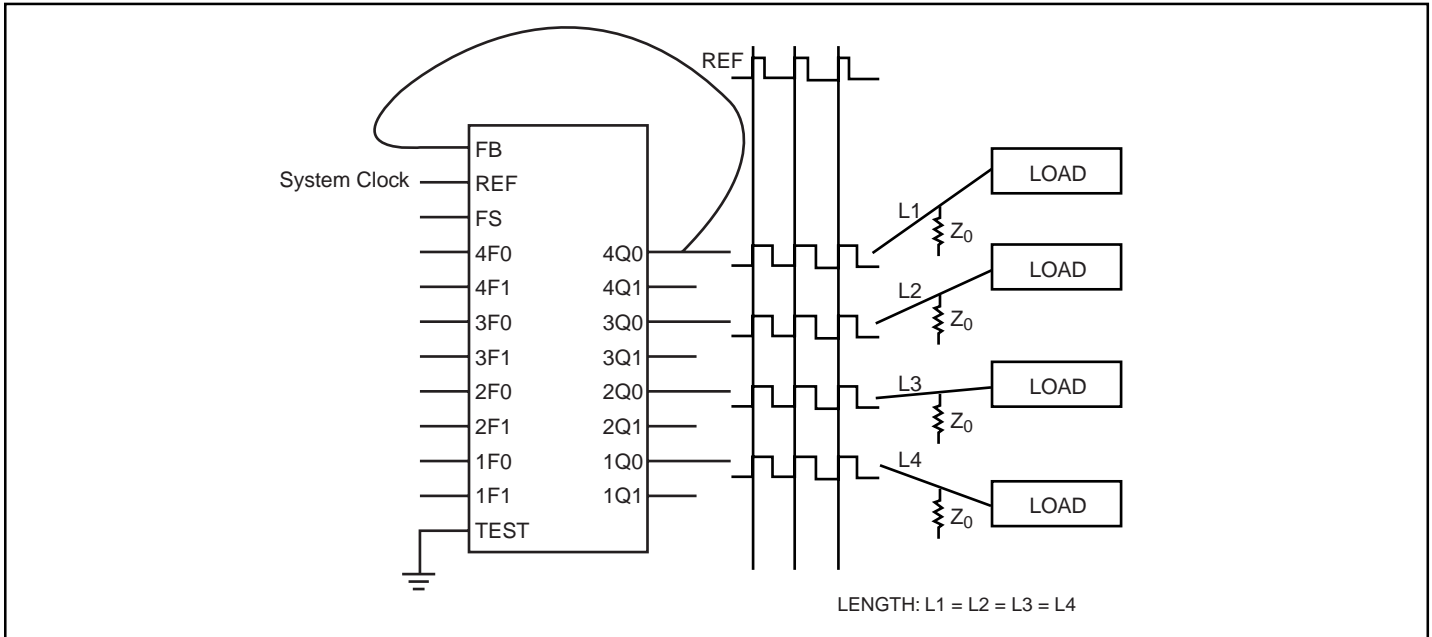 REF
FB
System Clock
REF
FS
4F0
4F1
3F0
3F1
2F0
2F1
1F0
1F1
TEST
4Q0
4Q1
3Q0
3Q1
2Q0
2Q1
1Q0
1Q1
L1
Z0
LOAD
L2
Z0
LOAD
L3
Z0
LOAD
L4
Z0
LOAD
LENGTH: L1 = L2 = L3 = L4